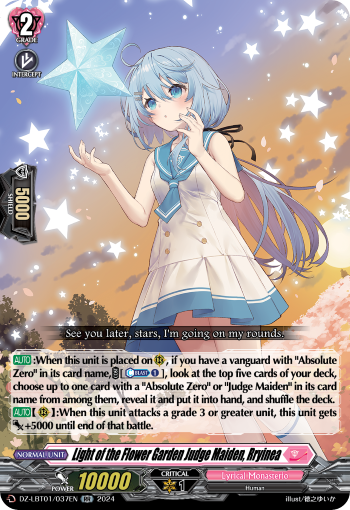 2
GRADE
INTERCEPT
5000
SHIELD
See you later, stars, I'm going on my rounds.
AUTO:When this unit is placed on , if you have a vanguard with "Absolute
Zero" in its card name, [BLAST 1], look at the top five cards of your deck,
choose up to one card with a "Absolute Zero" or "Judge Maiden" in its card
name from among them, reveal it and put it into hand, and shuffle the deck.
AUTO【 】:When this unit attacks a grade 3 or greater unit, this unit gets
+5000 until end of that battle.
NORMAL UNIT
Light of the Flower Garden Judge Maiden, Rryinea
POWER 10000
CRITICAL
1
Lyrical Monasterio
Human
DZ-LBT01/037EN RR 2024
illust/徳之ゆいか